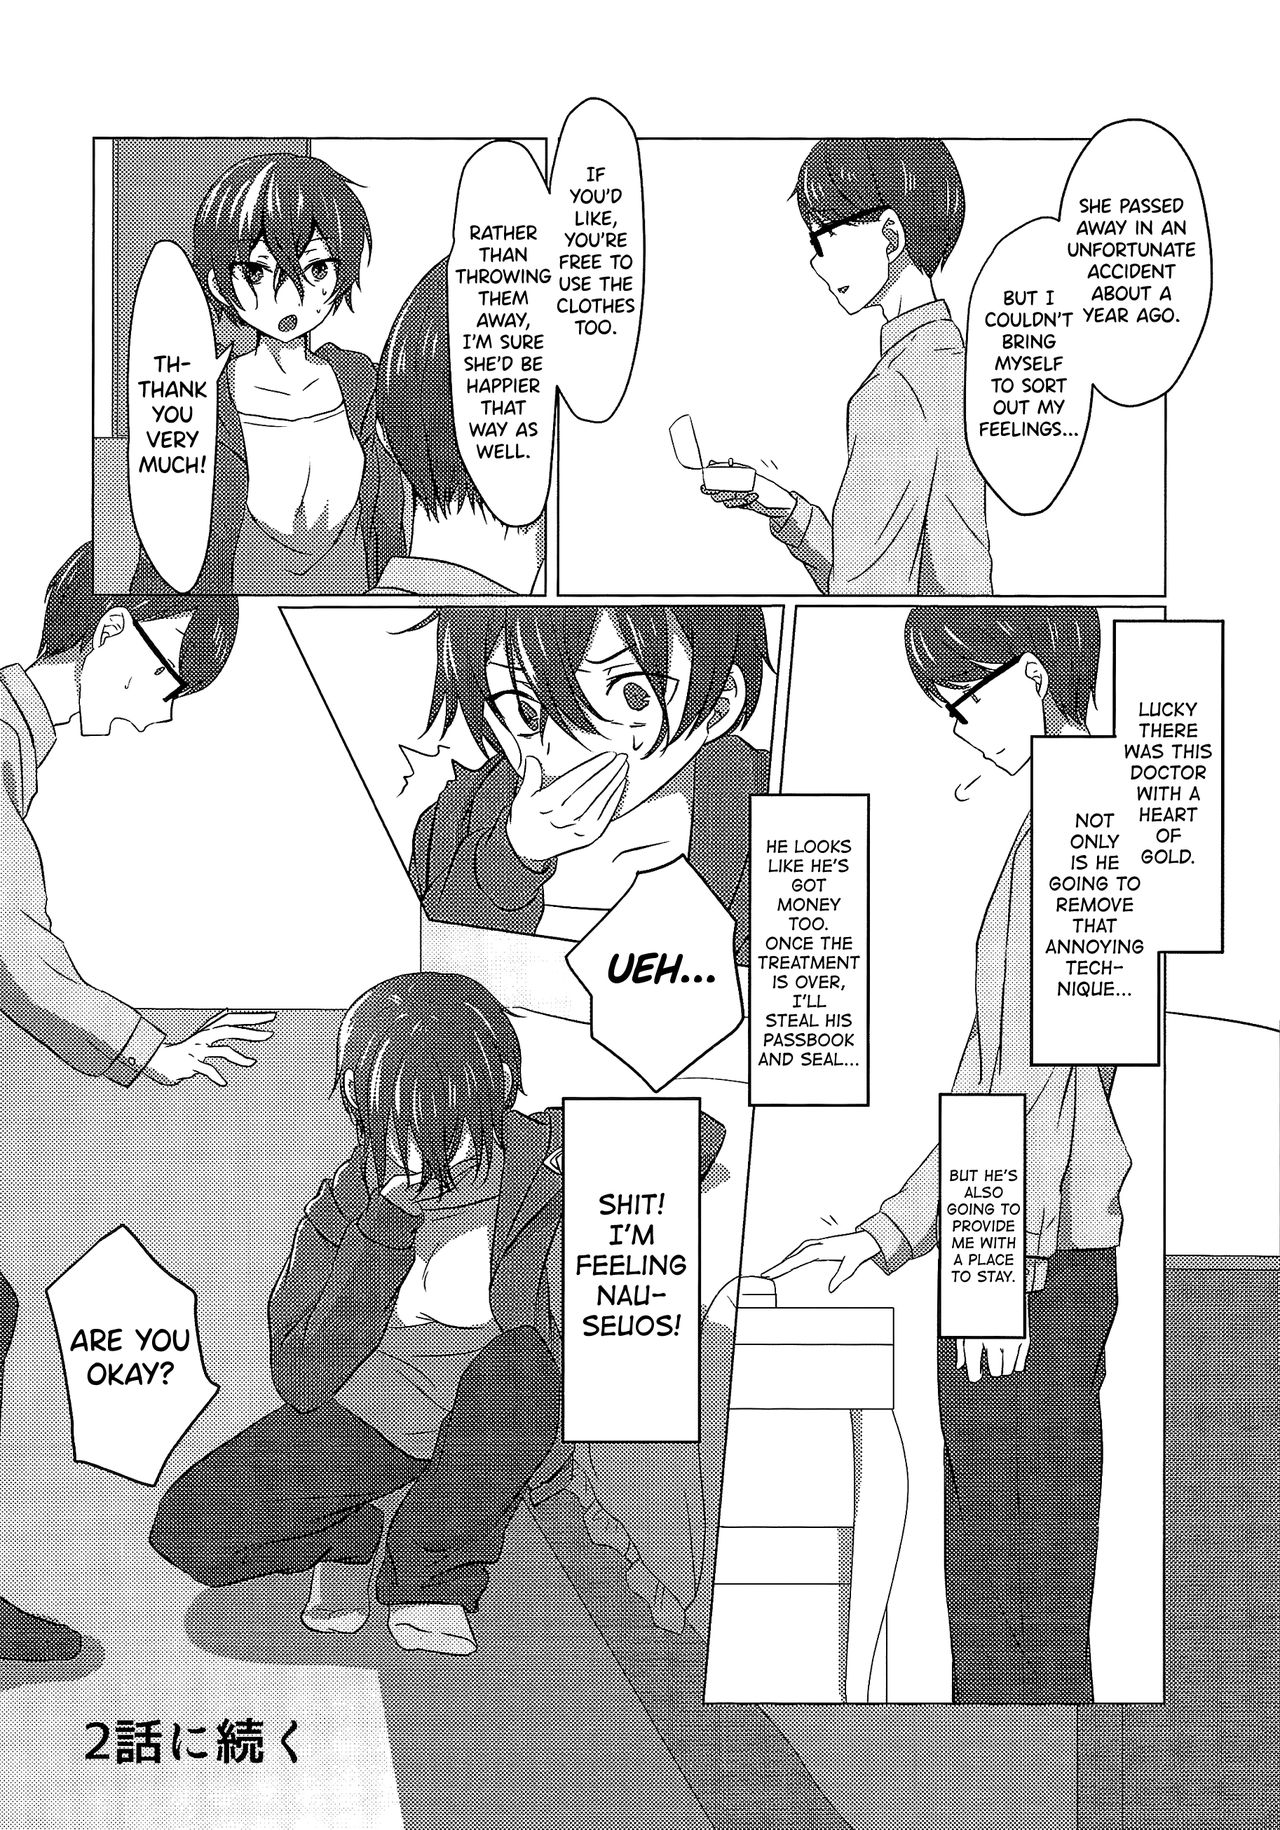 SHE PASSED
AWAY IN AN
UNFORTUNATE
ACCIDENT
ABOUT A
YEAR AGO.
BUT I
COULDN'T
BRING
MYSELF
TO SORT
OUT MY
FEELINGS...
IF
YOU'D
LIKE,
YOU'RE
FREE TO
USE THE
CLOTHES
TOO.
RATHER
THAN
THROWING
THEM
AWAY,
I'M SURE
SHE'D BE
HAPPIER
THAT
WAY AS
WELL.
TH-
THANK
YOU
VERY
MUCH!
LUCKY
THERE
WAS THIS
DOCTOR
WITH A
HEART
OF
GOLD.
NOT
ONLY
IS HE
GOING TO
REMOVE
THAT
ANNOYING
TECH-
NIQUE...
BUT HE'S
ALSO
GOING TO
PROVIDE
ME WITH
A PLACE
TO STAY.
HE LOOKS
LIKE HE'S
GOT
MONEY
TOO.
ONCE THE
TREATMENT
IS OVER,
I'LL
STEAL HIS
PASSBOOK
AND SEAL...
UEH...
SHIT!
I'M
FEELING
NAU-
SEUOS!
ARE YOU
OKAY?
2話に続く